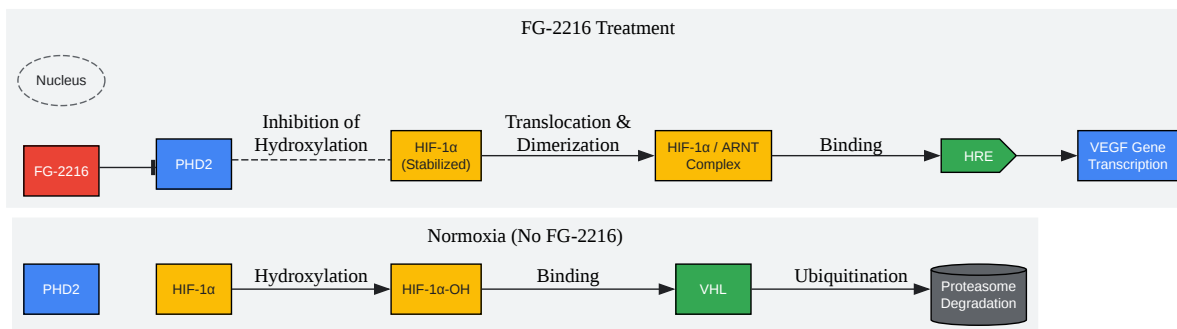 FG-2216 Treatment
Nucleus
Inhibition of
Hydroxylation
Translocation &
Dimerization
Binding
FG-2216
PHD2
HIF-1α
(Stabilized)
HIF-1α / ARNT
Complex
HRE
VEGF Gene
Transcription
Normoxia (No FG-2216)
Hydroxylation
Binding
Ubiquitination
PHD2
HIF-1α
HIF-1α-OH
VHL
Proteasome
Degradation